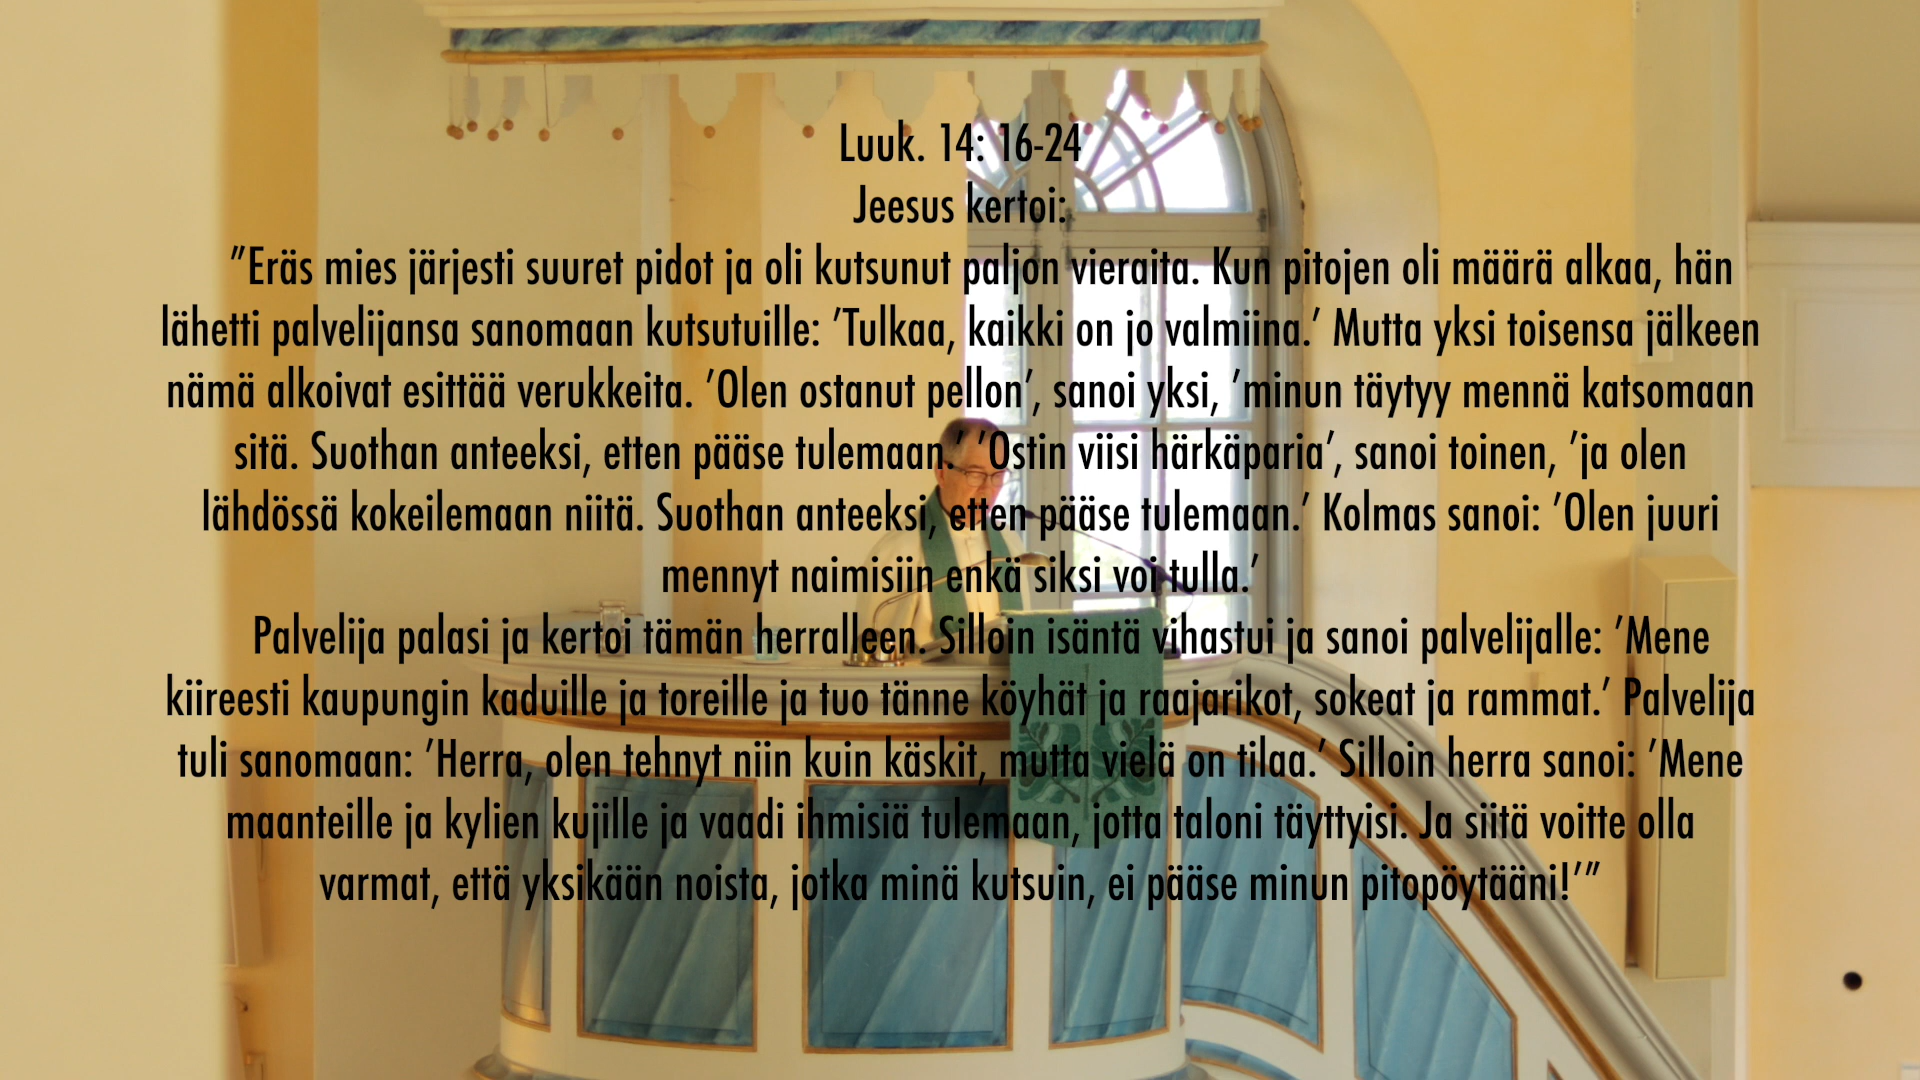 Luuk. 14: 16-24
Jeesus kertoi:
”Eräs mies järjesti suuret pidot ja oli kutsunut paljon vieraita. Kun pitojen oli määrä alkaa, hän
lähetti palvelijansa sanomaan kutsutuille: ’Tulkaa, kaikki on jo valmiina.’ Mutta yksi toisensa jälkeen
nämä alkoivat esittää verukkeita. ’Olen ostanut pellon’, sanoi yksi, ’minun täytyy mennä katsomaan
sitä. Suothan anteeksi, etten pääse tulemaan.’ ’Ostin viisi härkäparia’, sanoi toinen, ’ja olen
lähdössä kokeilemaan niitä. Suothan anteeksi, etten pääse tulemaan.’ Kolmas sanoi: ’Olen juuri
mennyt naimisiin enkä siksi voi tulla.’
Palvelija palasi ja kertoi tämän herralleen. Silloin isäntä vihastui ja sanoi palvelijalle: ’Mene
kiireesti kaupungin kaduille ja toreille ja tuo tänne köyhät ja raajarikot, sokeat ja rammat.’ Palvelija
tuli sanomaan: ’Herra, olen tehnyt niin kuin käskit, mutta vielä on tilaa.’ Silloin herra sanoi: ’Mene
maanteille ja kylien kujille ja vaadi ihmisiä tulemaan, jotta taloni täyttyisi. Ja siitä voitte olla
varmat, että yksikään noista, jotka minä kutsuin, ei pääse minun pitopöytääni!’”